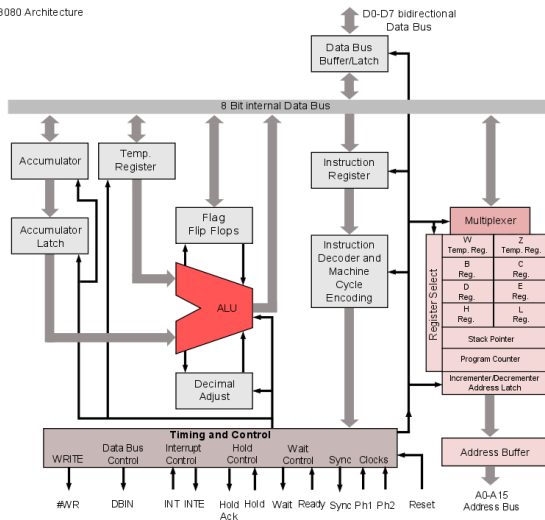 8080 Architecture
D0-D7 bidirectional
Data Bus
Data Bus
Buffer/Latch
8 Bit internal Data Bus
Accumulator
Temp.
Register
Instruction
Register
Accumulator
Latch
Flag
Flip Flops
Instruction
Decoder and
Machine
Cycle
Encoding
Multiplexer
Register Select
W
Temp. Reg.
Z
Temp. Reg.
B
Reg.
C
Reg.
D
Reg.
E
Reg.
H
Reg.
L
Reg.
Stack Pointer
Program Counter
Incrementer/Decrementer
Address Latch
ALU
Decimal
Adjust
Timing and Control
WRITE
Data Bus
Control
Interrupt
Control
Hold
Control
Wait
Control
Sync
Clocks
Address Buffer
#WR
DBIN
INT
INTE
Hold
Ack
Hold
Wait
Ready
Sync
Ph1
Ph2
Reset
A0-A15
Address Bus